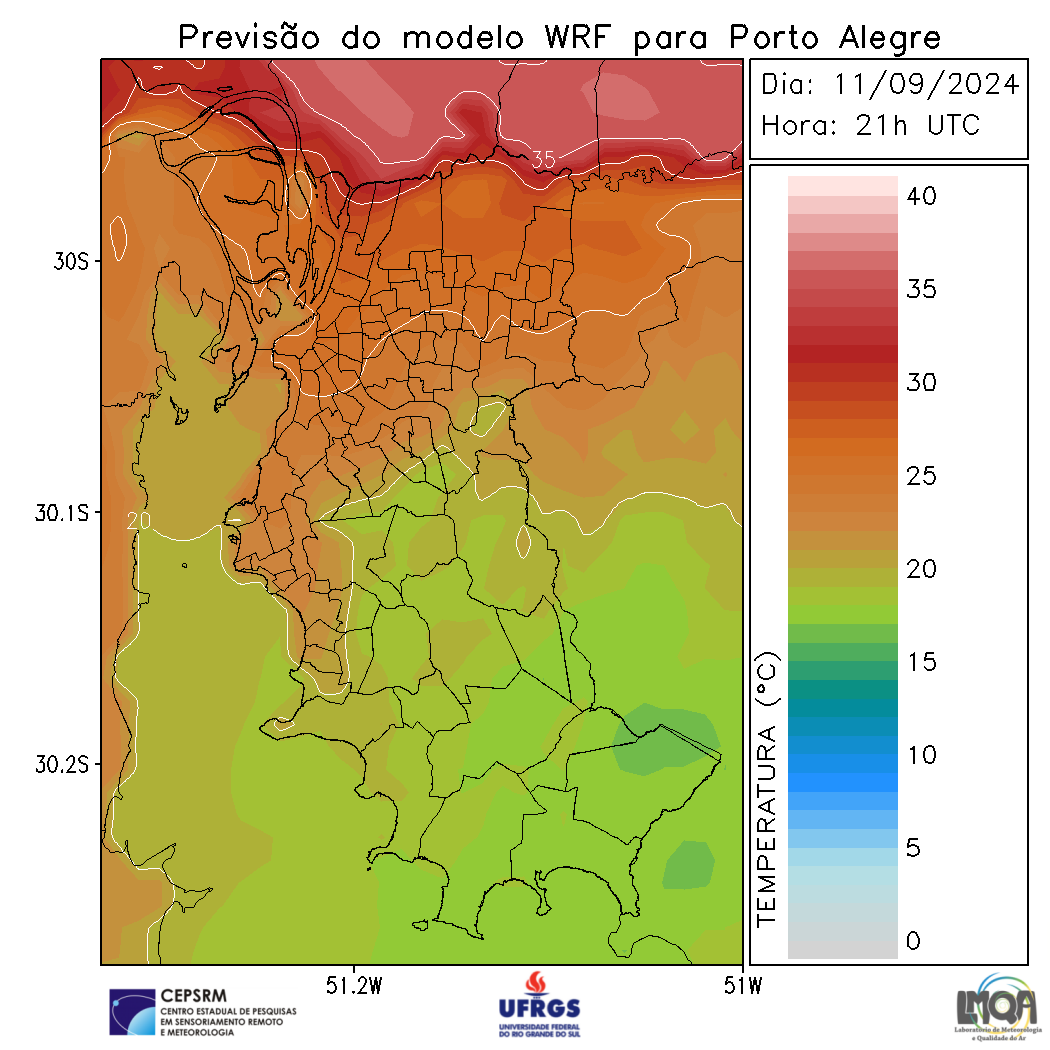 Previsão do modelo WRF para Porto Alegre
Dia: 11/09/2024
Hora: 21h UTC
35
20
30S
30.1S
30.2S
51.2W
51W
TEMPERATURA (°C)
40
35
30
25
20
15
10
5
0
CEPSRM
CENTRO ESTADUAL DE PESQUISAS
EM SENSORIAMENTO REMOTO
E METEOROLOGIA
UFRGS
UNIVERSIDADE FEDERAL
DO RIO GRANDE DO SUL
LMQA
Laboratório de Meteorologia
e Qualidade do Ar